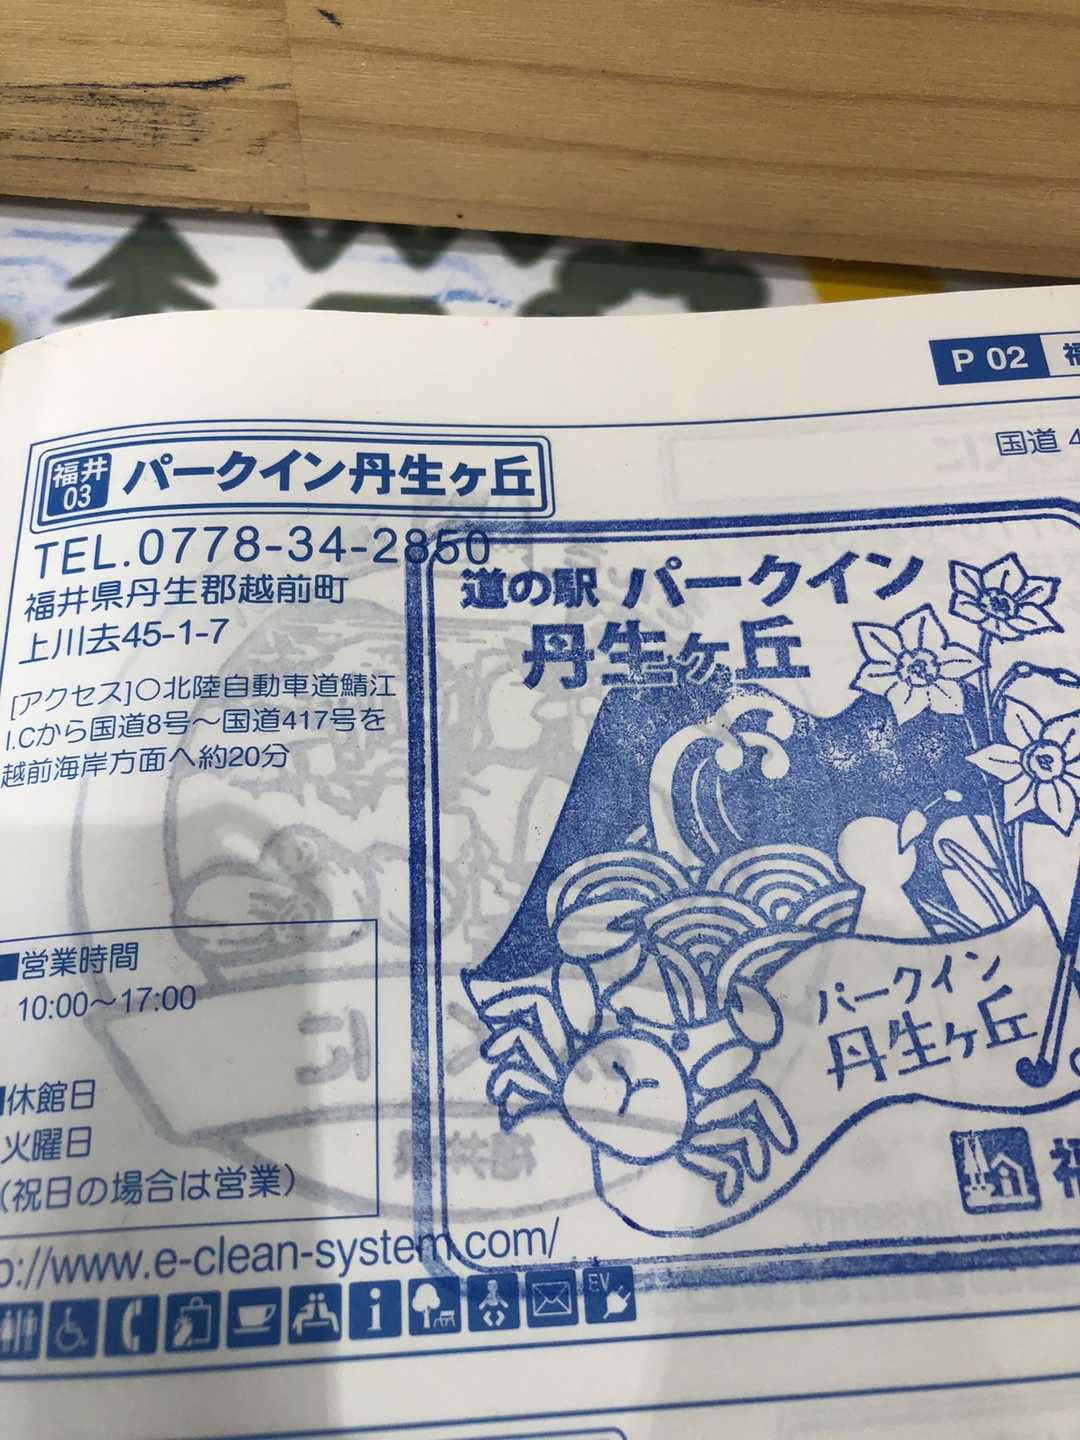 P 02
国道 4
福井
03
パークイン丹生ヶ丘
TEL.0778-34-2850
福井県丹生郡越前町
上川去45-1-7
[アクセス]○北陸自動車道鯖江
I.Cから国道8号～国道417号を
越前海岸方面へ約20分
■営業時間
10:00～17:00
■休館日
火曜日
(祝日の場合は営業)
p://www.e-clean-system.com/
EV
道の駅 パークイン
丹生ヶ丘
パークイン
丹生ヶ丘